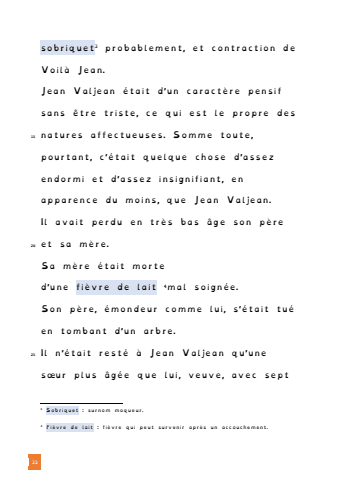 sobriquet³ probablement, et contraction de
Voilà Jean.
Jean Valjean était d'un caractère pensif
sans être triste, ce qui est le propre des
natures affectueuses. Somme toute,
pourtant, c'était quelque chose d'assez
endormi et d'assez insignifiant, en
apparence du moins, que Jean Valjean.
Il avait perdu en très bas âge son père
20 et sa mère.
Sa mère était morte
d'une fièvre de lait ⁴mal soignée.
Son père, émondeur comme lui, s'était tué
en tombant d'un arbre.
25 Il n'était resté à Jean Valjean qu'une
sœur plus âgée que lui, veuve, avec sept
Sobriquet : surnom moqueur.
Fièvre de lait : fièvre qui peut survenir après un accouchement.